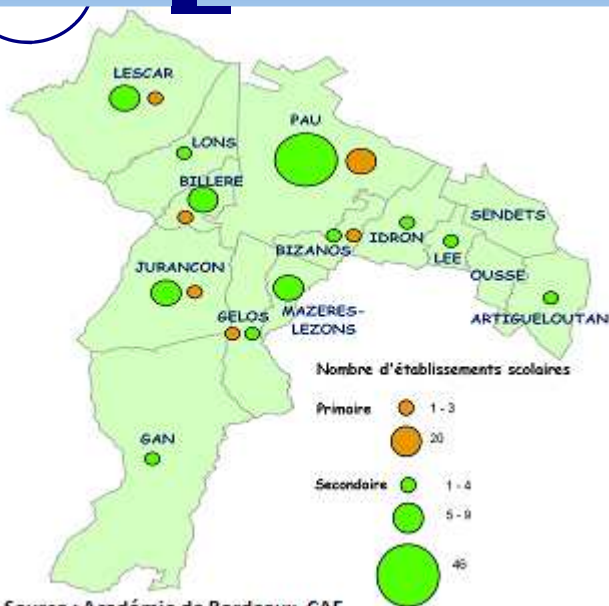 LESCAR
PAU
LONS
BILLERE
SENDETS
BIZANOS
IDRON
LEE
JURANCON
OUSSE
GELOS
MAZERES-
LEZONS
ARTIGUELOUTAN
Nombre d'établissements scolaires
Primaire
1 - 3
20
GAN
Secondaire
1 - 4
5 - 9
46
Source : Académie de Bordeaux, CAF